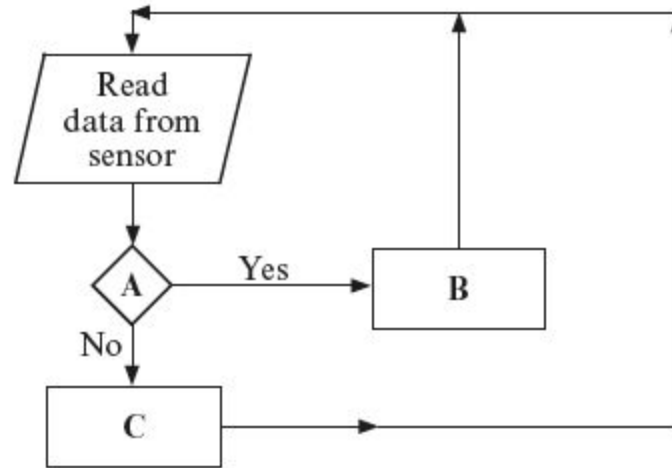 Read
data from
sensor
A
Yes
B
No
C